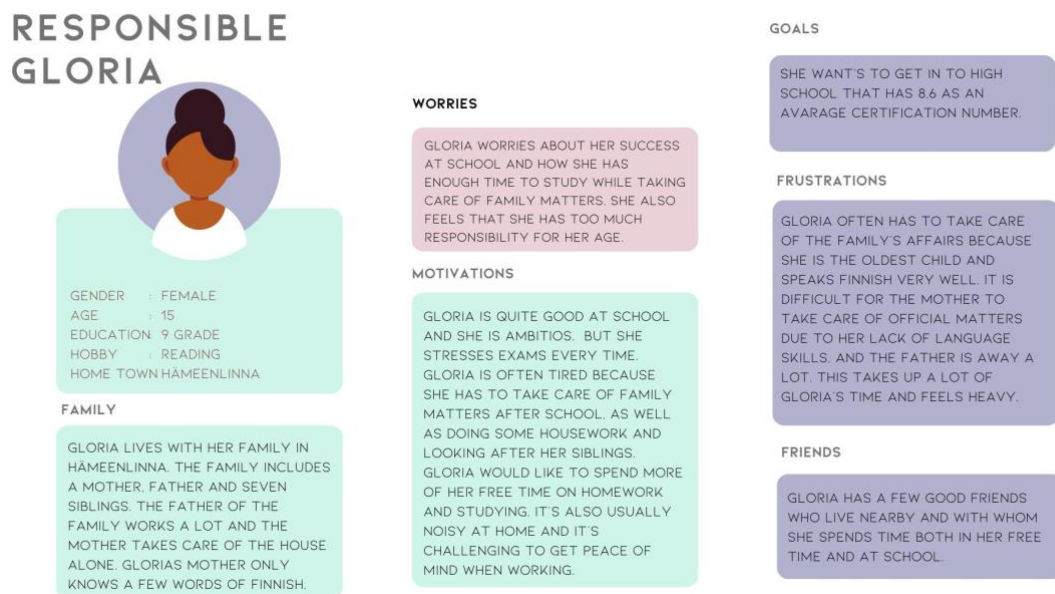 RESPONSIBLE
GLORIA
GENDER : FEMALE
AGE : 15
EDUCATION 9 GRADE
HOBBY : READING
HOME TOWN HÄMEENLINNA
FAMILY
GLORIA LIVES WITH HER FAMILY IN
HÄMEENLINNA. THE FAMILY INCLUDES
A MOTHER, FATHER AND SEVEN
SIBLINGS. THE FATHER OF THE
FAMILY WORKS A LOT AND THE
MOTHER TAKES CARE OF THE HOUSE
ALONE. GLORIAS MOTHER ONLY
KNOWS A FEW WORDS OF FINNISH.
WORRIES
GLORIA WORRIES ABOUT HER SUCCESS
AT SCHOOL AND HOW SHE HAS
ENOUGH TIME TO STUDY WHILE TAKING
CARE OF FAMILY MATTERS. SHE ALSO
FEELS THAT SHE HAS TOO MUCH
RESPONSIBILITY FOR HER AGE.
MOTIVATIONS
GLORIA IS QUITE GOOD AT SCHOOL
AND SHE IS AMBITIOS. BUT SHE
STRESSES EXAMS EVERY TIME.
GLORIA IS OFTEN TIRED BECAUSE
SHE HAS TO TAKE CARE OF FAMILY
MATTERS AFTER SCHOOL, AS WELL
AS DOING SOME HOUSEWORK AND
LOOKING AFTER HER SIBLINGS.
GLORIA WOULD LIKE TO SPEND MORE
OF HER FREE TIME ON HOMEWORK
AND STUDYING. IT'S ALSO USUALLY
NOISY AT HOME AND IT'S
CHALLENGING TO GET PEACE OF
MIND WHEN WORKING.
GOALS
SHE WANT'S TO GET IN TO HIGH
SCHOOL THAT HAS 8.6 AS AN
AVARAGE CERTIFICATION NUMBER.
FRUSTRATIONS
GLORIA OFTEN HAS TO TAKE CARE
OF THE FAMILY'S AFFAIRS BECAUSE
SHE IS THE OLDEST CHILD AND
SPEAKS FINNISH VERY WELL. IT IS
DIFFICULT FOR THE MOTHER TO
TAKE CARE OF OFFICIAL MATTERS
DUE TO HER LACK OF LANGUAGE
SKILLS. AND THE FATHER IS AWAY A
LOT. THIS TAKES UP A LOT OF
GLORIA'S TIME AND FEELS HEAVY.
FRIENDS
GLORIA HAS A FEW GOOD FRIENDS
WHO LIVE NEARBY AND WITH WHOM
SHE SPENDS TIME BOTH IN HER FREE
TIME AND AT SCHOOL.